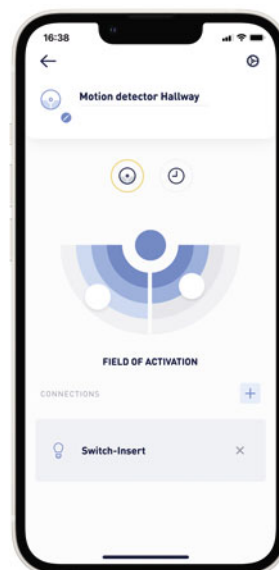 16:38
Motion detector Hallway
FIELD OF ACTIVATION
CONNECTIONS
Switch-Insert